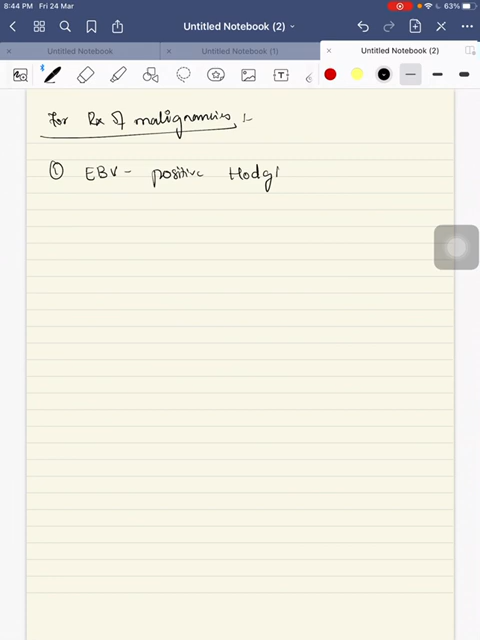 8:44 PM Fri 24 Mar 63%
Untitled Notebook (2)
Untitled Notebook
Untitled Notebook (1)
Untitled Notebook (2)
T
For Rx of malignancies :-
① EBV - positive Hodgl